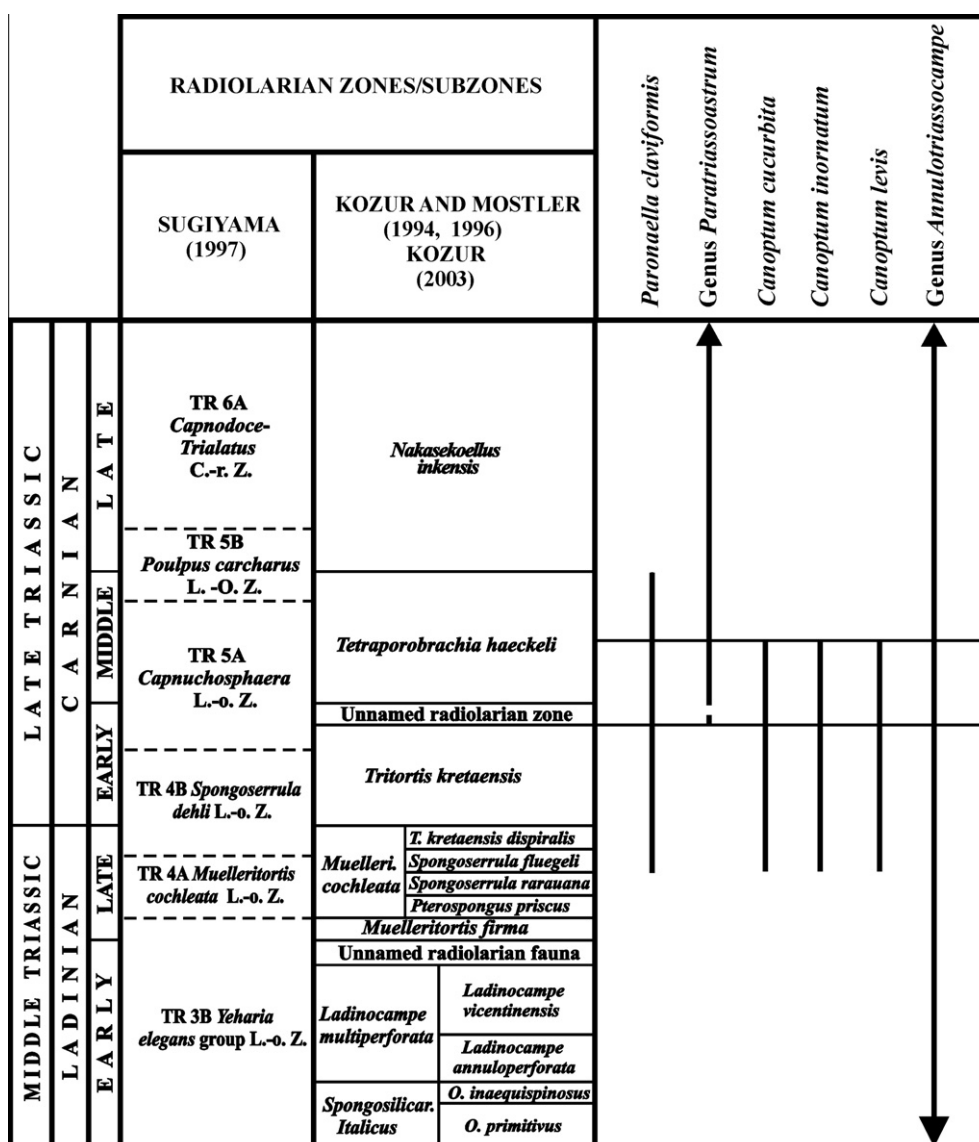 RADIOLARIAN ZONES/SUBZONES
SUGIYAMA
(1997)
KOZUR AND MOSTLER
(1994, 1996)
KOZUR
(2003)
Paronaella claviformis
Genus Paratriassoastrum
Canoptum cucurbita
Canoptum inornatum
Canoptum levis
Genus Annulotriassocampe
LATE TRIASSIC
CARNIAN
LATE
MIDDLE
EARLY
MIDDLE TRIASSIC
LADINIAN
LATE
EARLY
TR 6A
Capnodoce-
Trialatus
C.-r. Z.
TR 5B
Poulpus carcharus
L. -O. Z.
TR 5A
Capnuchosphaera
L.-o. Z.
TR 4B Spongoserrula
dehli L.-o. Z.
TR 4A Muelleritortis
cochleata L.-o. Z.
TR 3B Yeharia
elegans group L.-o. Z.
Nakasekoellus
inkensis
Tetraporobrachia haeckeli
Unnamed radiolarian zone
Tritortis kretaensis
Muelleri.
cochleata
T. kretaensis dispiralis
Spongoserrula fluegeli
Spongoserrula rarauana
Pterospongus priscus
Muelleritortis firma
Unnamed radiolarian fauna
Ladinocampe
multiperforata
Ladinocampe
vicentinensis
Ladinocampe
annuloperforata
Spongosilicar.
Italicus
O. inaequispinosus
O. primitivus